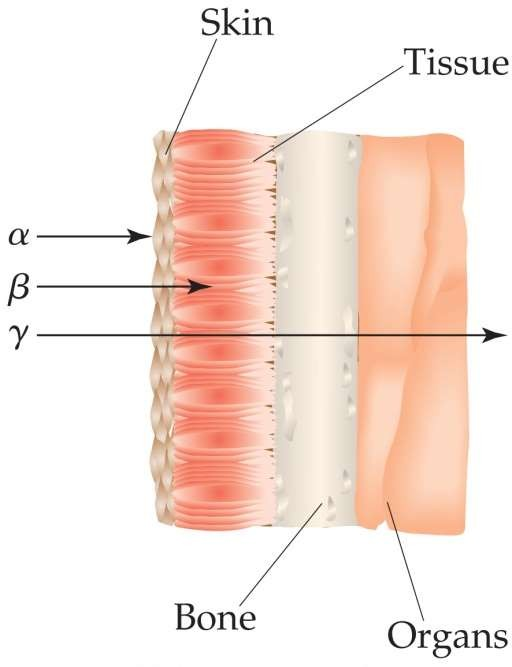 Skin
Tissue
α
β
γ
Bone
Organs